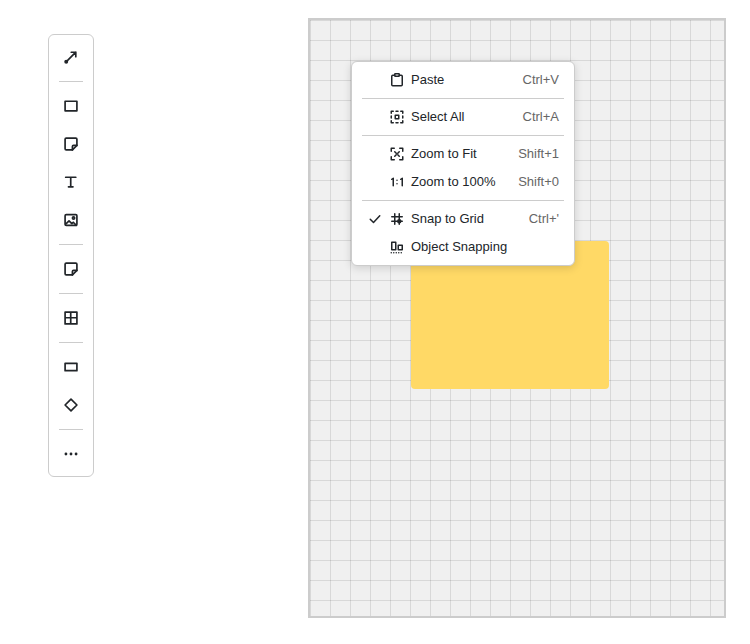 Paste Ctrl+V
Select All Ctrl+A
Zoom to Fit Shift+1
1:1 Zoom to 100% Shift+0
Snap to Grid Ctrl+'
Object Snapping